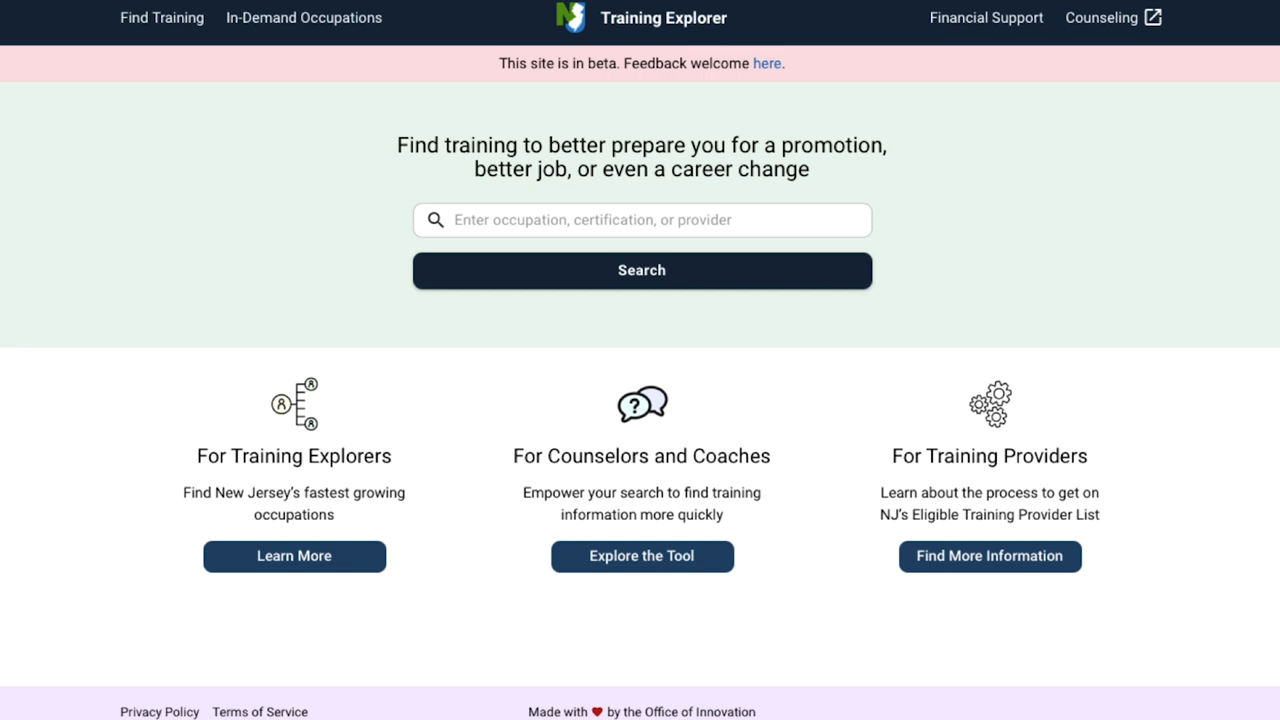 Find Training In-Demand Occupations Training Explorer Financial Support Counseling
This site is in beta. Feedback welcome here.
Find training to better prepare you for a promotion,
better job, or even a career change
Enter occupation, certification, or provider
Search
For Training Explorers
Find New Jersey’s fastest growing
occupations
Learn More
For Counselors and Coaches
Empower your search to find training
information more quickly
Explore the Tool
For Training Providers
Learn about the process to get on
NJ’s Eligible Training Provider List
Find More Information
Privacy Policy Terms of Service Made with ❤ by the Office of Innovation